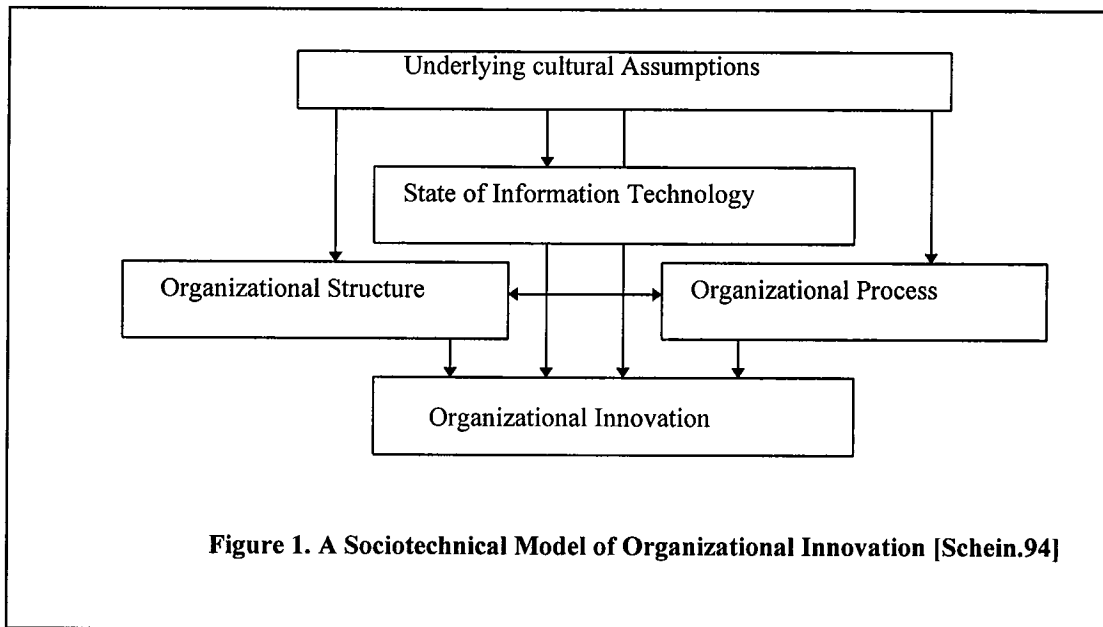 Underlying cultural Assumptions
State of Information Technology
Organizational Structure
Organizational Process
Organizational Innovation
Figure 1. A Sociotechnical Model of Organizational Innovation [Schein.94]